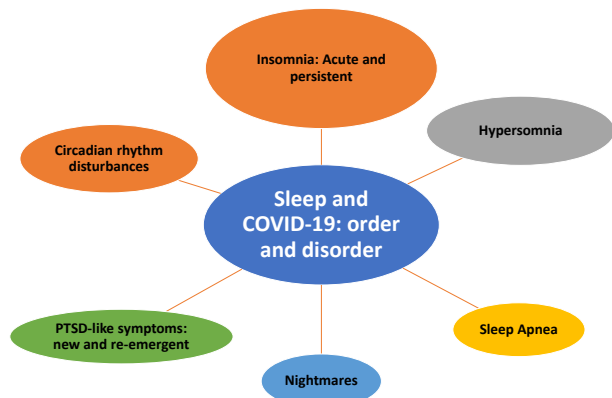 Insomnia: Acute and
persistent
Hypersomnia
Circadian rhythm
disturbances
Sleep and
COVID-19: order
and disorder
PTSD-like symptoms:
new and re-emergent
Sleep Apnea
Nightmares